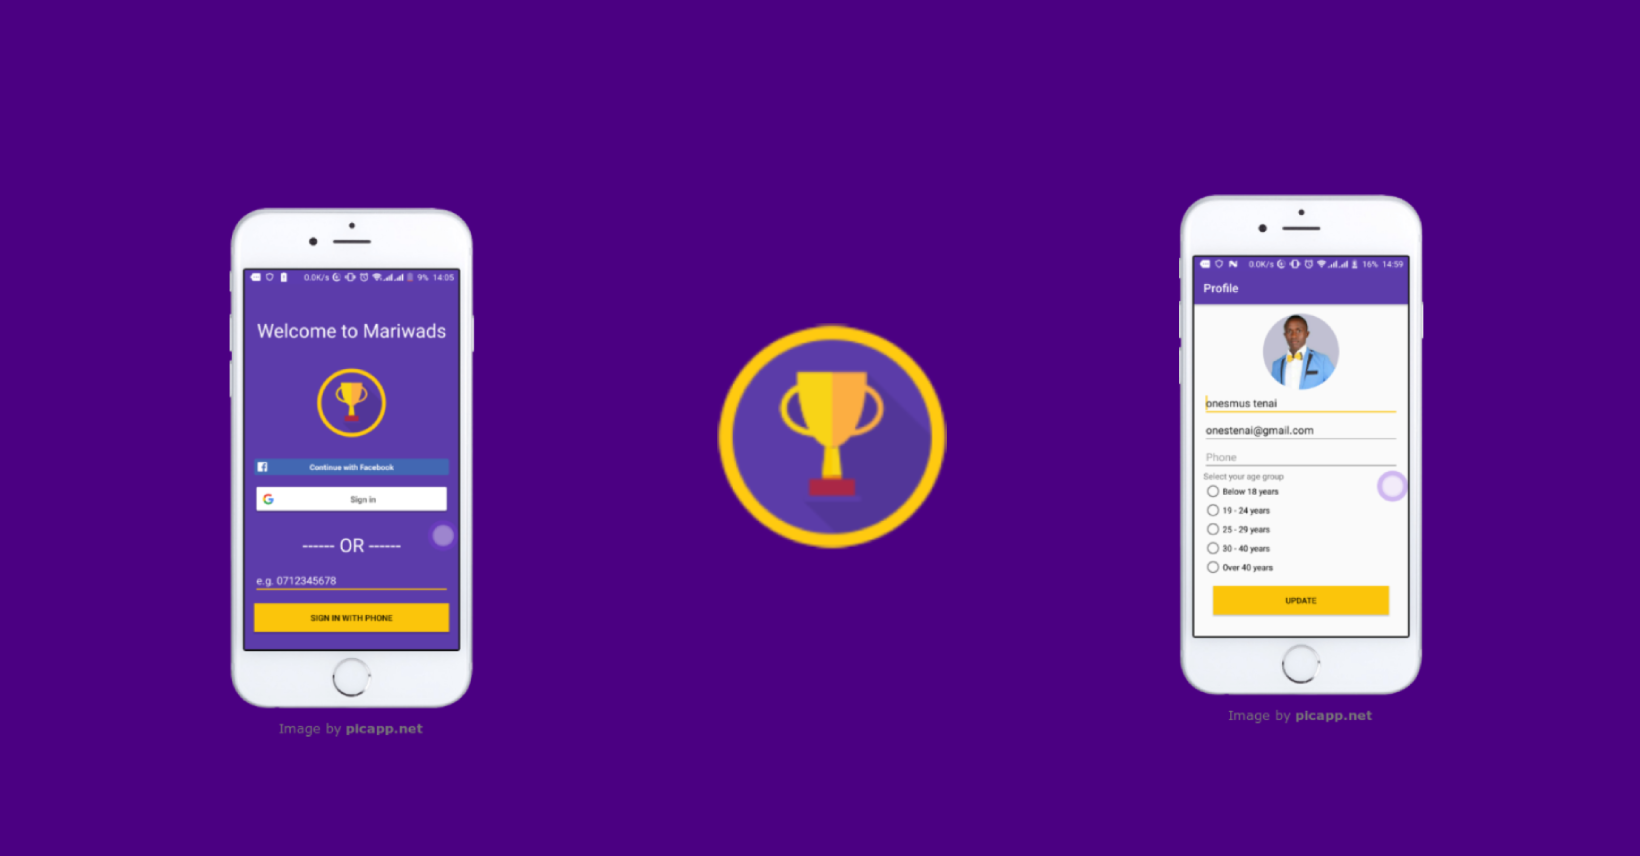 0.0K/s 9% 14:05
Welcome to Mariwads
Continue with Facebook
Sign in
------ OR ------
e.g. 0712345678
SIGN IN WITH PHONE
Image by picapp.net
0.0K/s 16% 14:59
Profile
onesmus tenai
onestenai@gmail.com
Phone
Select your age group
Below 18 years
19 - 24 years
25 - 29 years
30 - 40 years
Over 40 years
UPDATE
Image by picapp.net